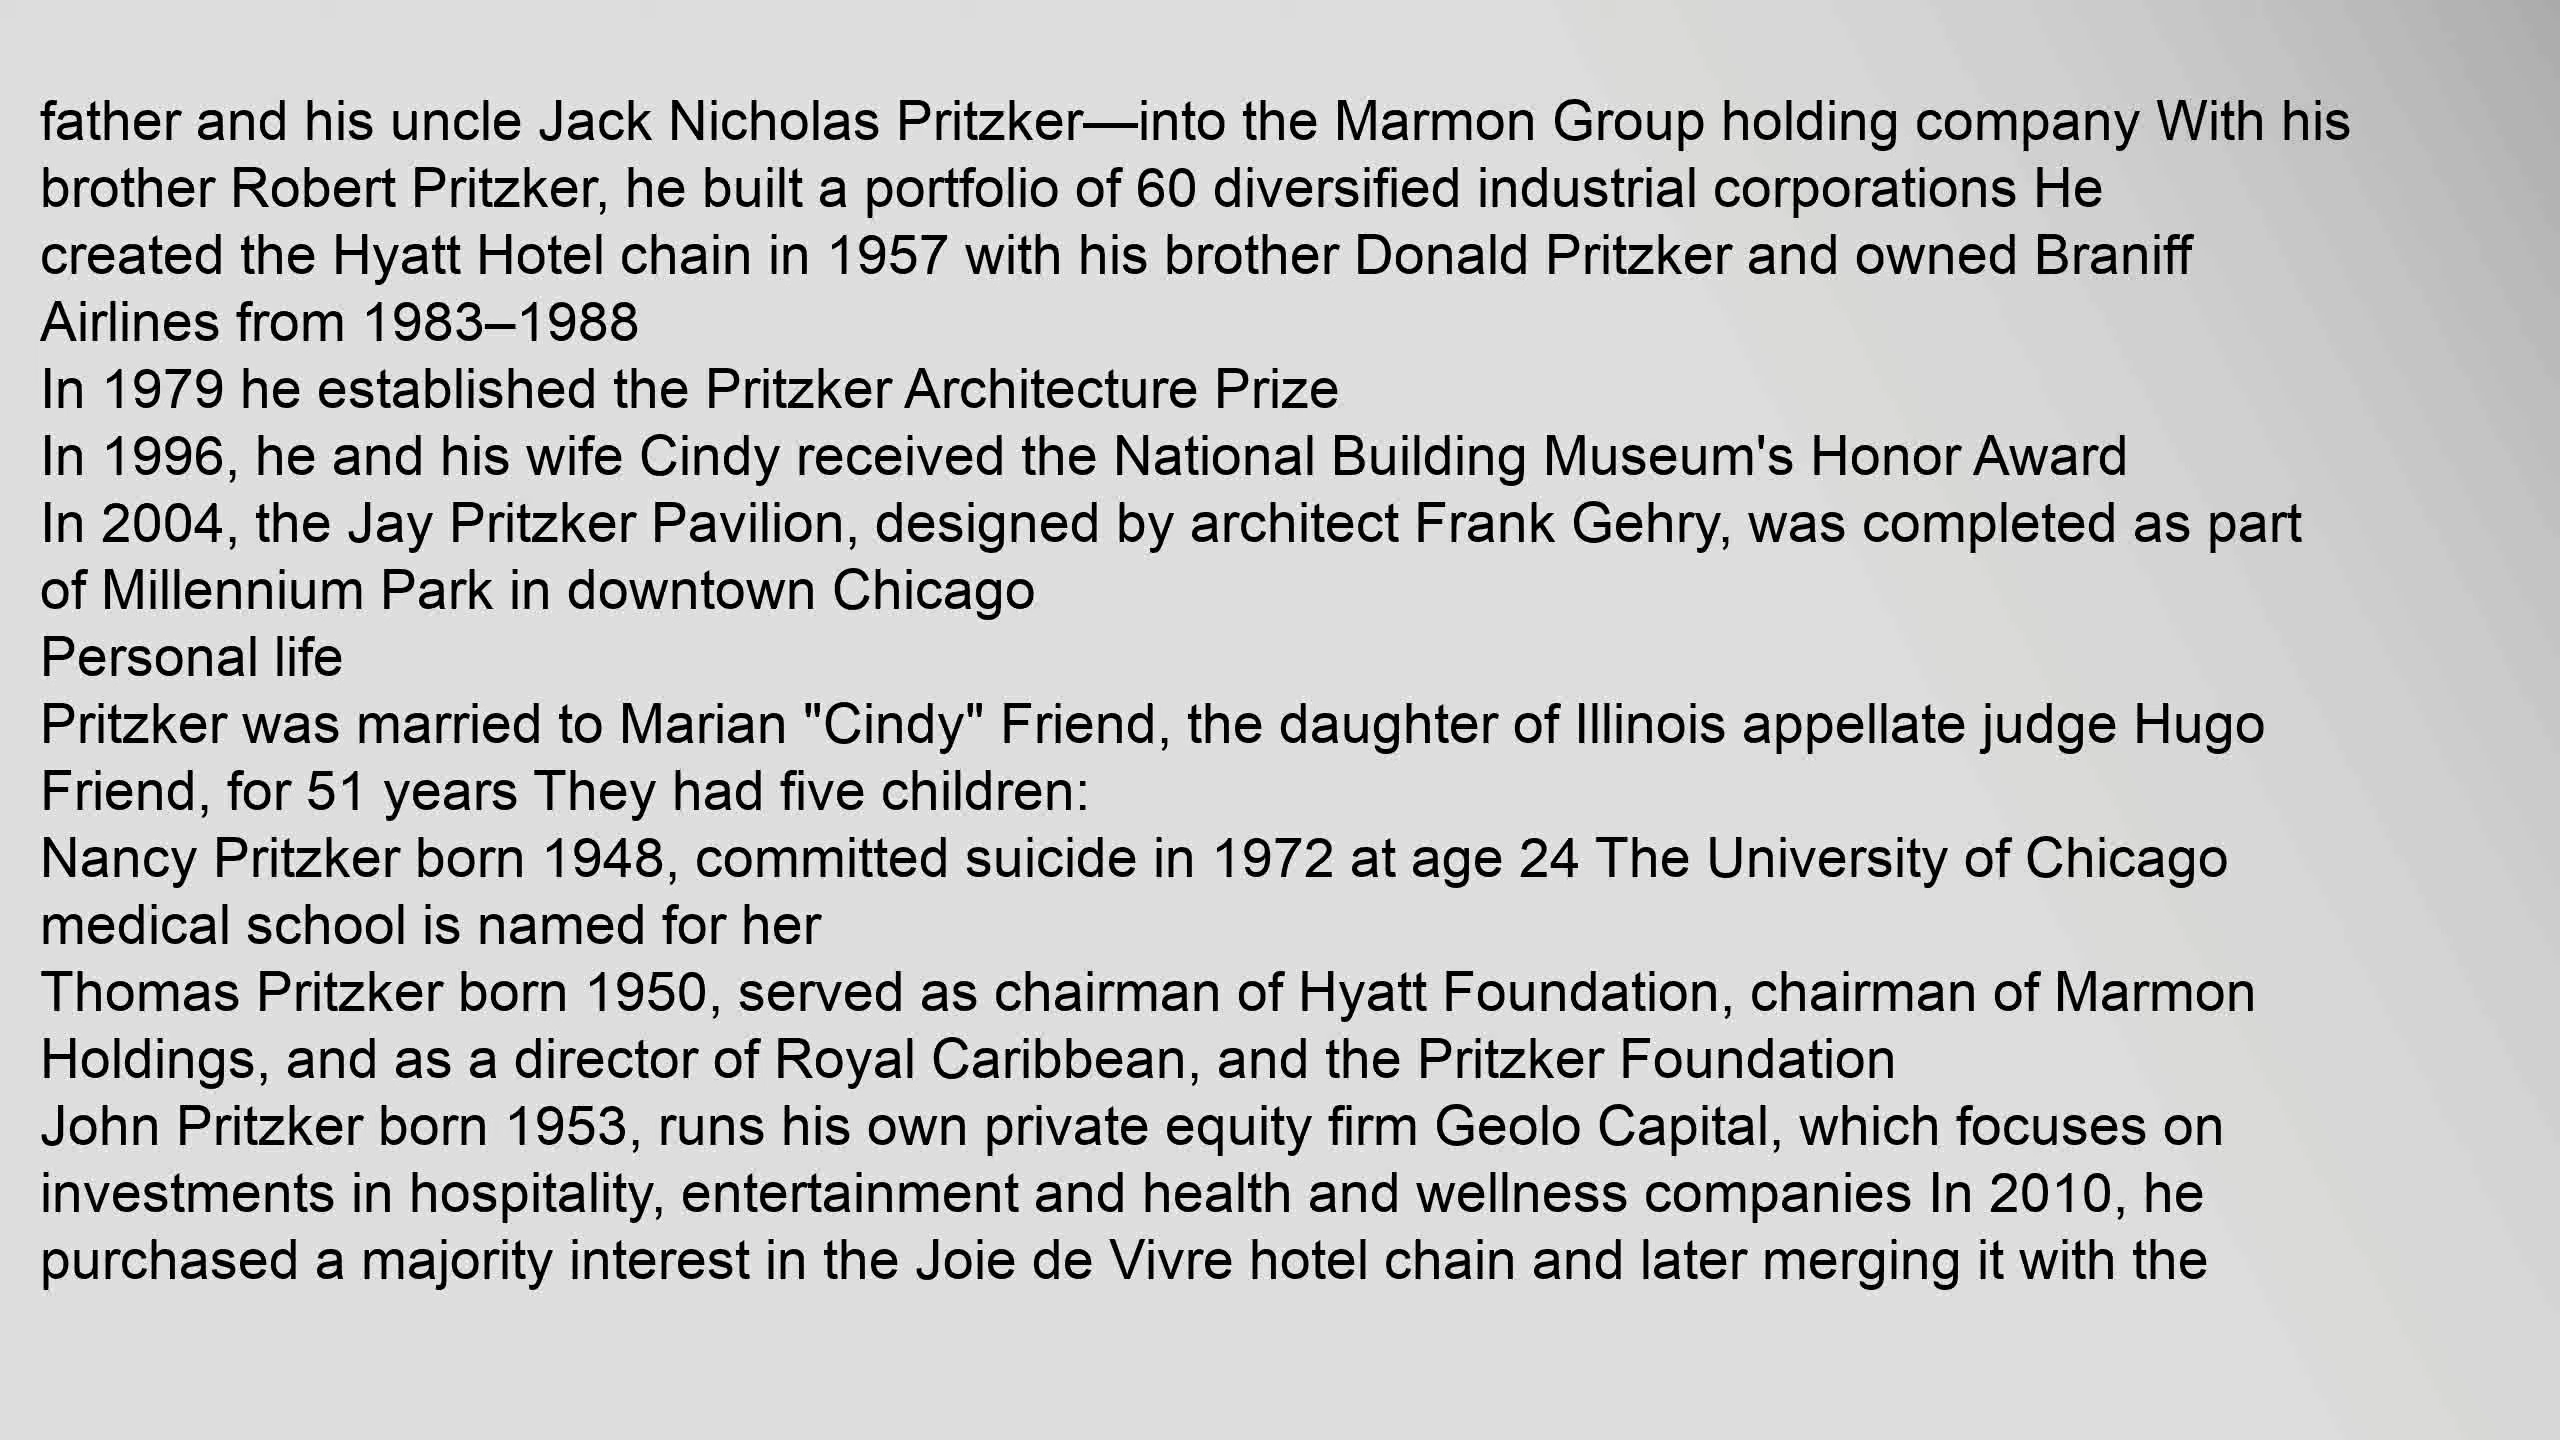 father and his uncle Jack Nicholas Pritzker—into the Marmon Group holding company With his
brother Robert Pritzker, he built a portfolio of 60 diversified industrial corporations He
created the Hyatt Hotel chain in 1957 with his brother Donald Pritzker and owned Braniff
Airlines from 1983–1988
In 1979 he established the Pritzker Architecture Prize
In 1996, he and his wife Cindy received the National Building Museum's Honor Award
In 2004, the Jay Pritzker Pavilion, designed by architect Frank Gehry, was completed as part
of Millennium Park in downtown Chicago
Personal life
Pritzker was married to Marian "Cindy" Friend, the daughter of Illinois appellate judge Hugo
Friend, for 51 years They had five children:
Nancy Pritzker born 1948, committed suicide in 1972 at age 24 The University of Chicago
medical school is named for her
Thomas Pritzker born 1950, served as chairman of Hyatt Foundation, chairman of Marmon
Holdings, and as a director of Royal Caribbean, and the Pritzker Foundation
John Pritzker born 1953, runs his own private equity firm Geolo Capital, which focuses on
investments in hospitality, entertainment and health and wellness companies In 2010, he
purchased a majority interest in the Joie de Vivre hotel chain and later merging it with the